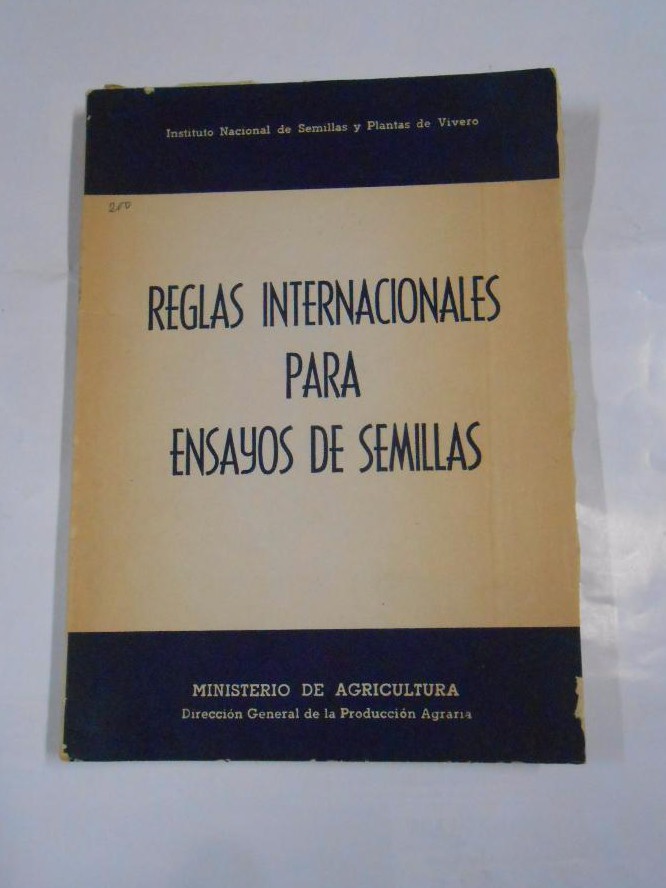 Instituto Nacional de Semillas y Plantas de Vivero
200
REGLAS INTERNACIONALES
PARA
ENSAYOS DE SEMILLAS
MINISTERIO DE AGRICULTURA
Dirección General de la Producción Agraria